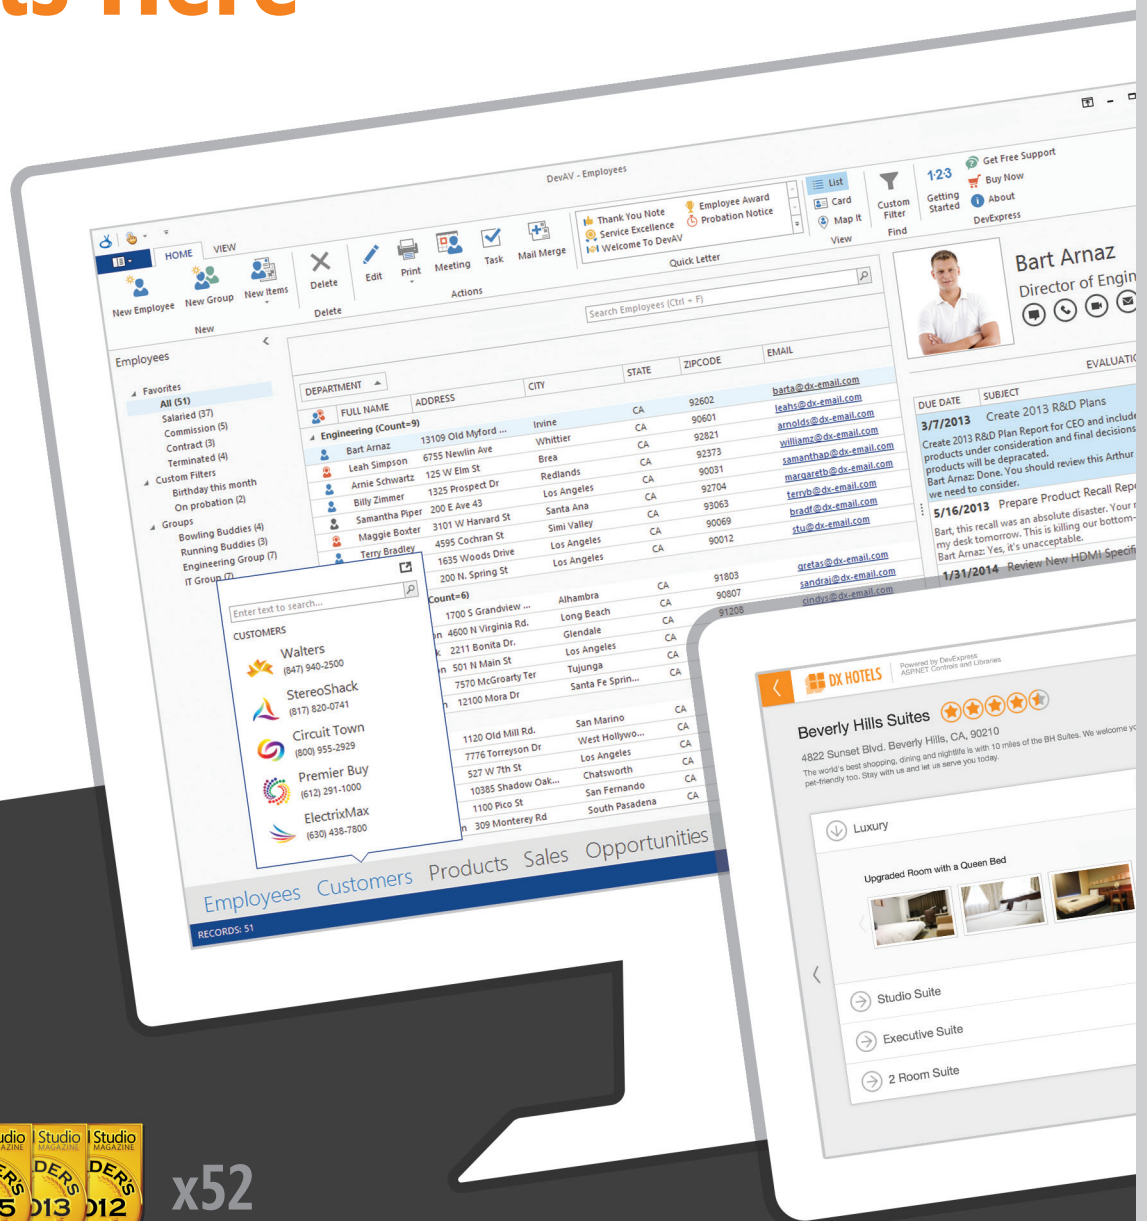 ts Here
DevAV - Employees
HOME VIEW
New Employee New Group New Items
New
Delete
Delete
Edit Print Meeting Task Mail Merge
Actions
Thank You Note Employee Award
Service Excellence Probation Notice
Welcome To DevAV
Quick Letter
List
Card
Map It
View
Custom Filter
Find
1·2·3
Getting Started
Get Free Support
Buy Now
About
DevExpress
Employees
Favorites
All (51)
Salaried (37)
Commission (5)
Contract (3)
Terminated (4)
Custom Filters
Birthday this month
On probation (2)
Groups
Bowling Buddies (4)
Running Buddies (3)
Engineering Group (7)
IT Group (7)
Search Employees (Ctrl + F)
DEPARTMENT
FULL NAME ADDRESS CITY STATE ZIPCODE EMAIL
Engineering (Count=9)
Bart Arnaz 13109 Old Myford ... Irvine CA 92602 barta@dx-email.com
Leah Simpson 6755 Newlin Ave Whittier CA 90601 leahs@dx-email.com
Arnie Schwartz 125 W Elm St Brea CA 92821 arnolds@dx-email.com
Billy Zimmer 1325 Prospect Dr Redlands CA 92373 williamz@dx-email.com
Samantha Piper 200 E Ave 43 Los Angeles CA 90031 samanthap@dx-email.com
Maggie Boxter 3101 W Harvard St Santa Ana CA 92704 margaretb@dx-email.com
Terry Bradley 4595 Cochran St Simi Valley CA 93063 terryb@dx-email.com
1635 Woods Drive Los Angeles CA 90069 bradf@dx-email.com
200 N. Spring St Los Angeles CA 90012 stu@dx-email.com
Count=6)
1700 S Grandview ... Alhambra CA 91803 gretas@dx-email.com
n 4600 N Virginia Rd. Long Beach CA 90807 sandraj@dx-email.com
k 2211 Bonita Dr. Glendale CA 91208 cindys@dx-email.com
n 501 N Main St Los Angeles CA
7570 McGroarty Ter Tujunga CA
n 12100 Mora Dr Santa Fe Sprin... CA
1120 Old Mill Rd. San Marino CA
7776 Torreyson Dr West Hollywo... CA
527 W 7th St Los Angeles CA
10385 Shadow Oak... Chatsworth CA
1100 Pico St San Fernando CA
n 309 Monterey Rd South Pasadena CA
Enter text to search...
CUSTOMERS
Walters
(847) 940-2500
StereoShack
(817) 820-0741
Circuit Town
(800) 955-2929
Premier Buy
(612) 291-1000
ElectrixMax
(630) 438-7800
Employees Customers Products Sales Opportunities
RECORDS: 51
Bart Arnaz
Director of Engin
EVALUATIO
DUE DATE SUBJECT
3/7/2013 Create 2013 R&D Plans
Create 2013 R&D Plan Report for CEO and include
products under consideration and final decisions
products will be depracated.
Bart Arnaz: Done. You should review this Arthur
we need to consider.
5/16/2013 Prepare Product Recall Repo
Bart, this recall was an absolute disaster. Your
my desk tomorrow. This is killing our bottom-
Bart Arnaz: Yes, it's unacceptable.
1/31/2014 Review New HDMI Specifi
DX HOTELS
Powered by DevExpress
ASP.NET Controls and Libraries
Beverly Hills Suites
4822 Sunset Blvd. Beverly Hills, CA, 90210
The world's best shopping, dining and nightlife is with 10 miles of the BH Suites. We welcome yo
pet-friendly too. Stay with us and let us serve you today.
Luxury
Upgraded Room with a Queen Bed
Studio Suite
Executive Suite
2 Room Suite
udio Studio Studio
AZINE MAGAZINE MAGAZINE
DER'S DER'S
5 2013 2012
x52